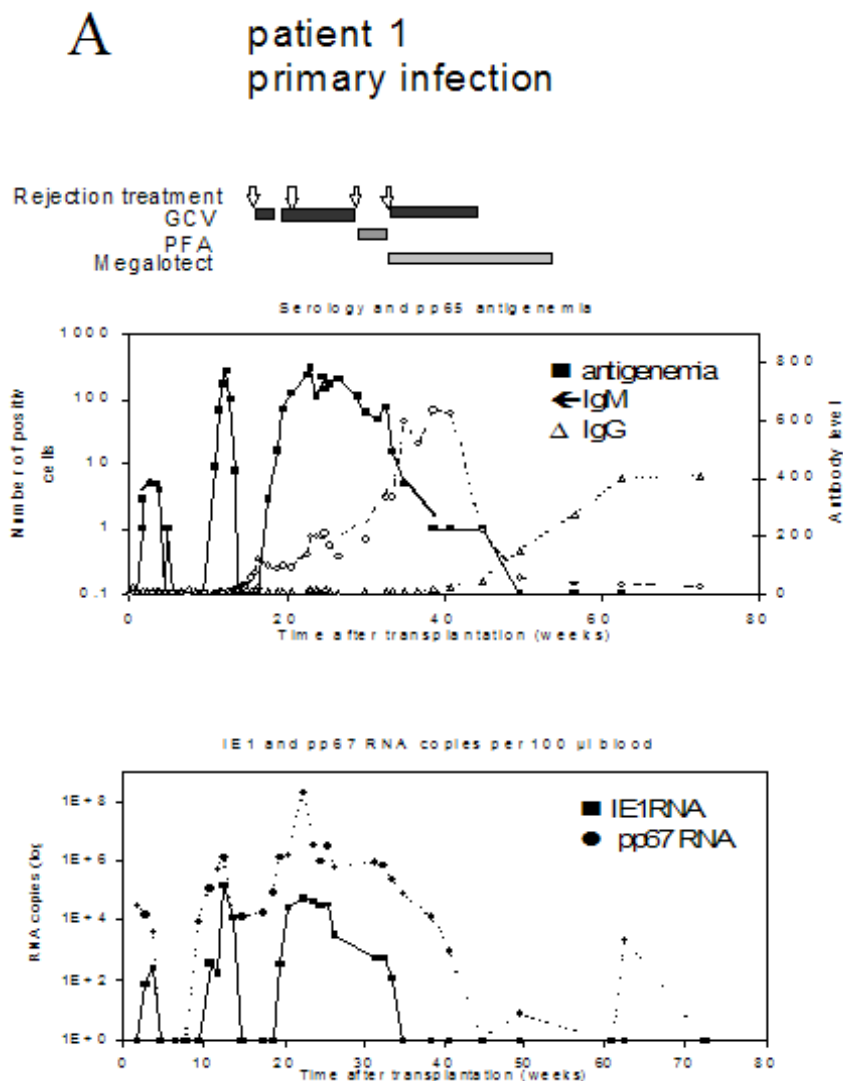 A
patient 1
primary infection
Rejection treatment
GCV
PFA
Megalotect
Serology and pp65 antigenemia
1000
100
10
1
0.1
Number of positiv
cells
800
600
400
200
0
Antibody level
antigenemia
IgM
IgG
0 20 40 60 80
Time after transplantation (weeks)
IE1 and pp67 RNA copies per 100 µl blood
1E+8
1E+6
1E+4
1E+2
1E+0
RNA copies (log
IE1RNA
pp67 RNA
0 10 20 30 40 50 60 70 80
Time after transplantation (weeks)